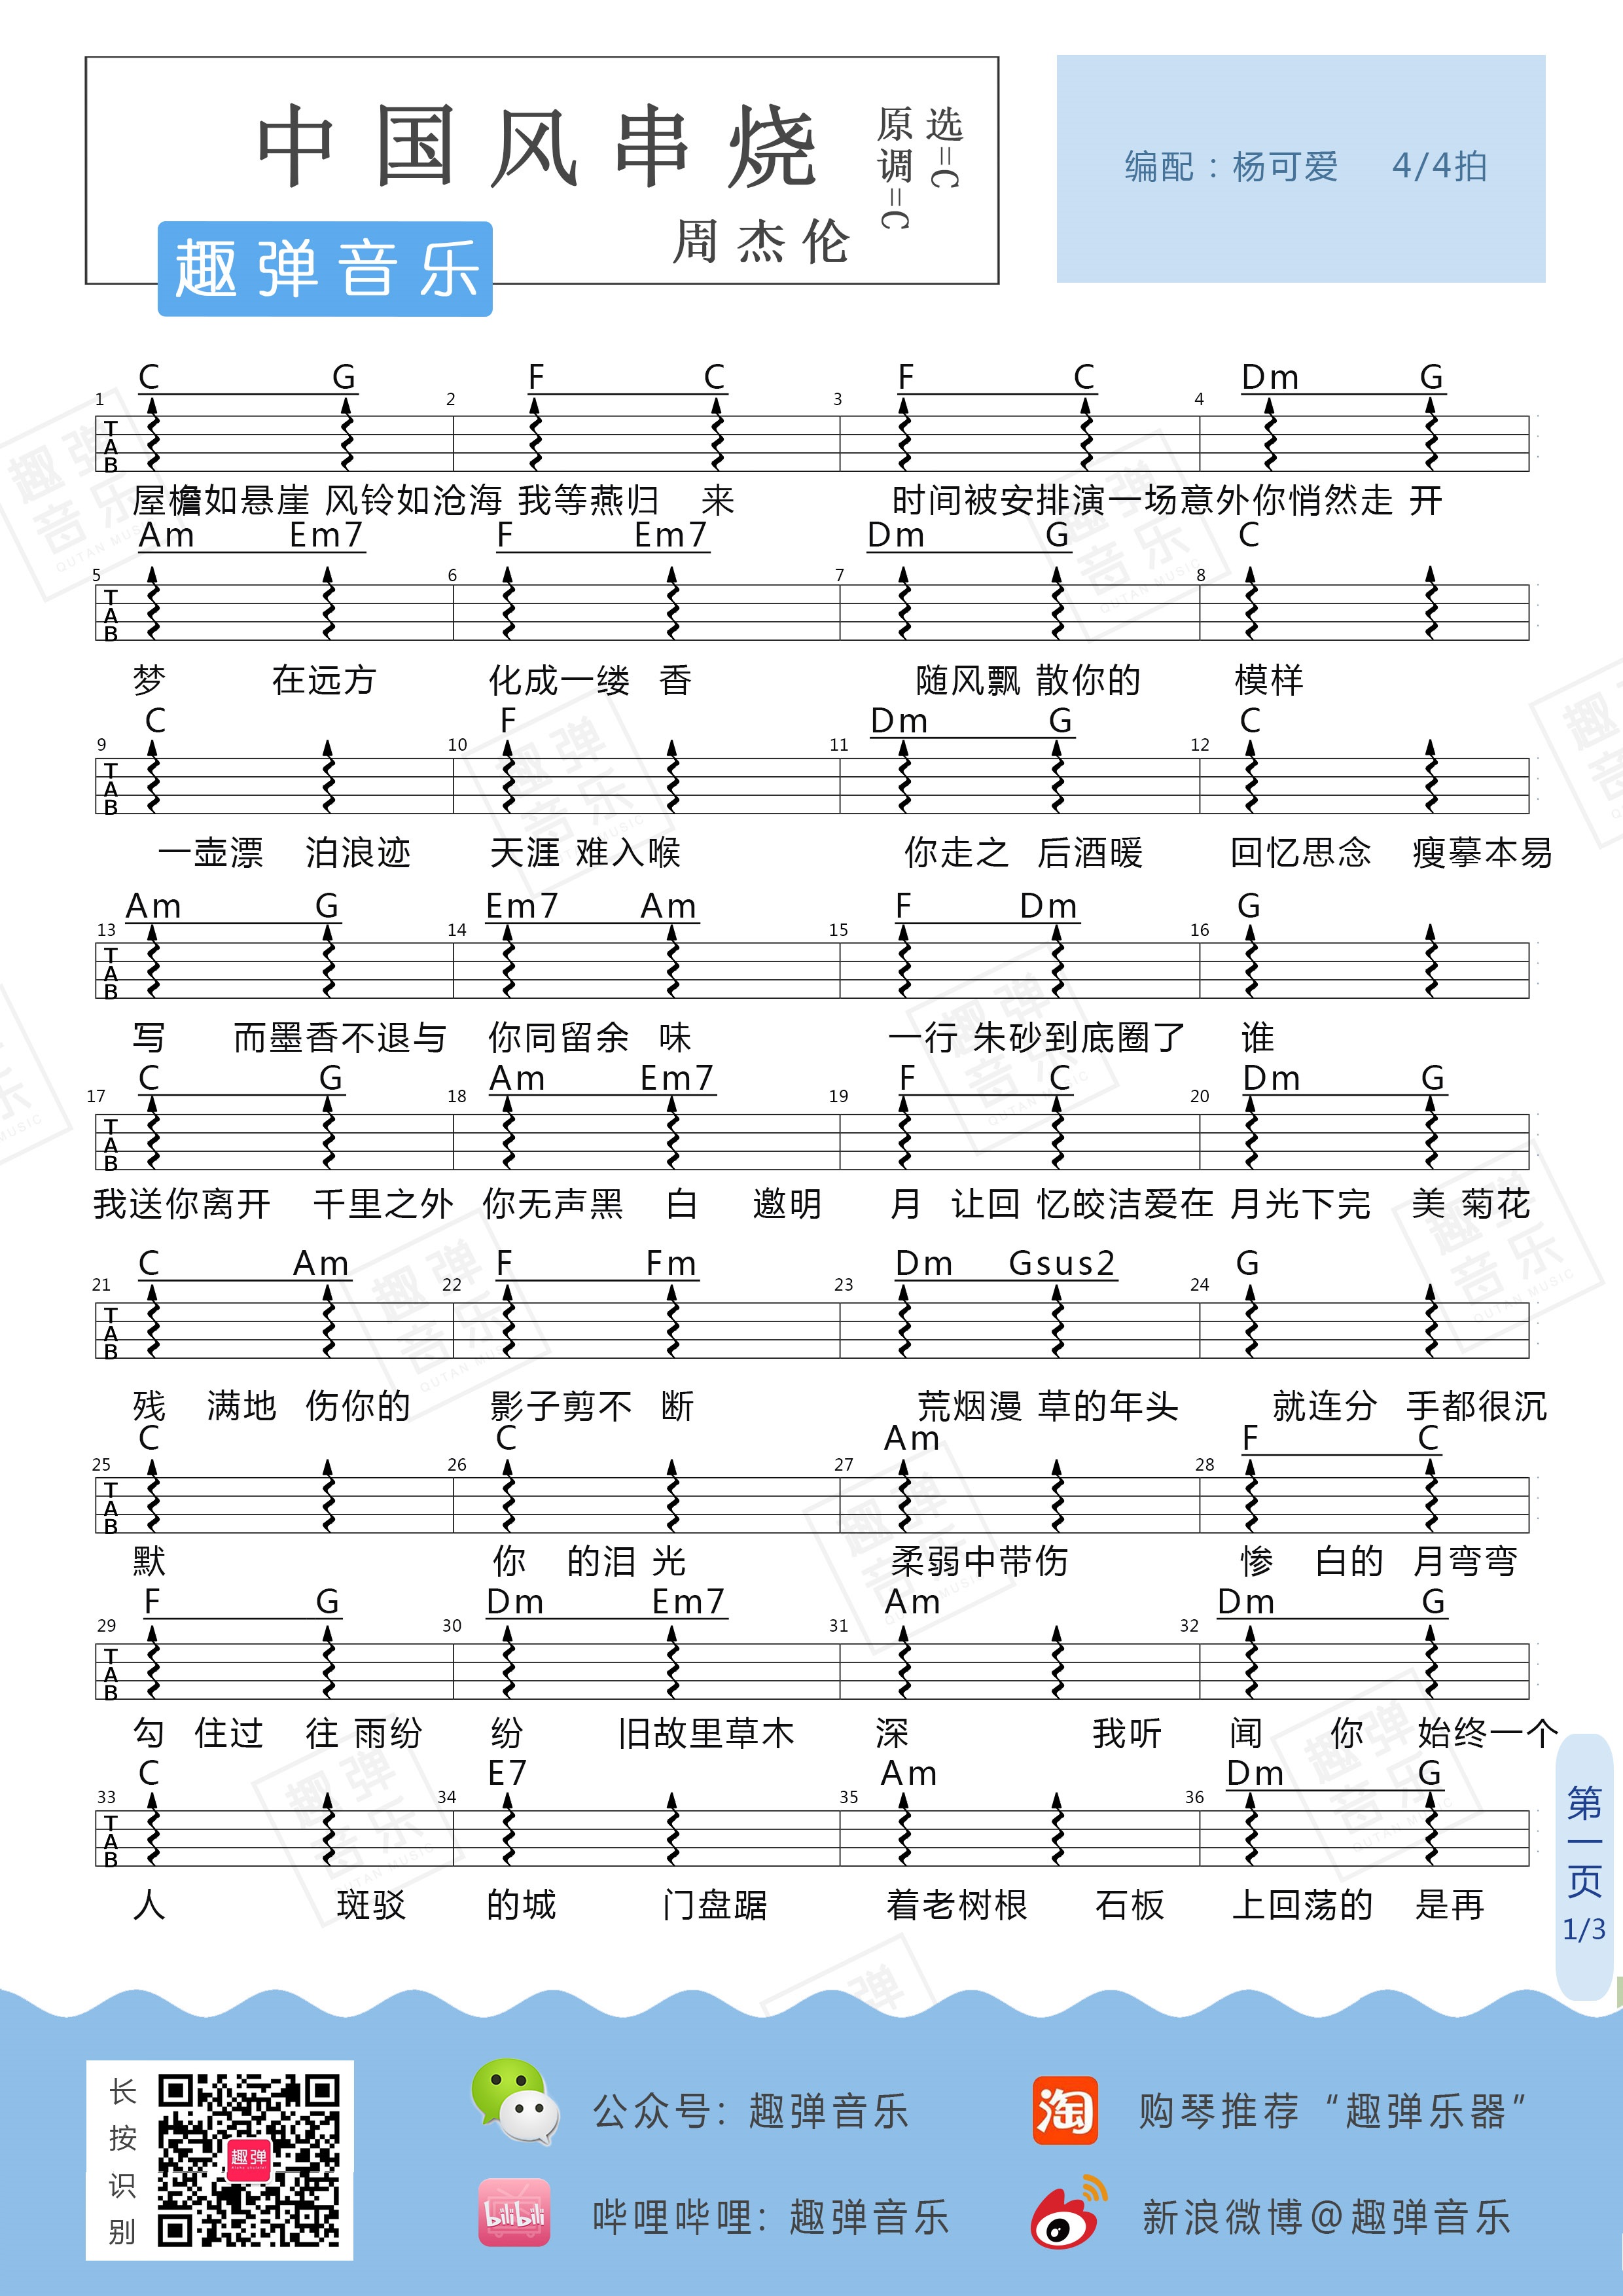 中国风串烧
原调=C
选=C
周杰伦
趣弹音乐
编配：杨可爱 4/4拍
C G F C F C Dm G
1 2 3 4
TAB
屋檐如悬崖 风铃如沧海 我等燕归 来 时间被安排演一场意外你悄然走 开
Am Em7 F Em7 Dm G C
5 6 7 8
TAB
梦 在远方 化成一缕 香 随风飘 散你的 模样
C F Dm G C
9 10 11 12
TAB
一壶漂 泊浪迹 天涯 难入喉 你走之 后酒暖 回忆思念 瘦摹本易
Am G Em7 Am F Dm G
13 14 15 16
TAB
写 而墨香不退与 你同留余 味 一行 朱砂到底圈了 谁
C G Am Em7 F C Dm G
17 18 19 20
TAB
我送你离开 千里之外 你无声黑 白 邀明 月 让回 忆皎洁爱在 月光下完 美 菊花
C Am F Fm Dm Gsus2 G
21 22 23 24
TAB
残 满地 伤你的 影子剪不 断 荒烟漫 草的年头 就连分 手都很沉
C C Am F C
25 26 27 28
TAB
默 你 的泪 光 柔弱中带伤 惨 白的 月弯弯
F G Dm Em7 Am Dm G
29 30 31 32
TAB
勾 住过 往 雨纷 纷 旧故里草木 深 我听 闻 你 始终一个
C E7 Am Dm G
33 34 35 36
TAB
人 斑驳 的城 门盘踞 着老树根 石板 上回荡的 是再
第一页
1/3
长按识别
趣弹
公众号: 趣弹音乐
淘
购琴推荐 “趣弹乐器”
bilibili
哔哩哔哩: 趣弹音乐
新浪微博@趣弹音乐
趣弹音乐
QUTAN MUSIC